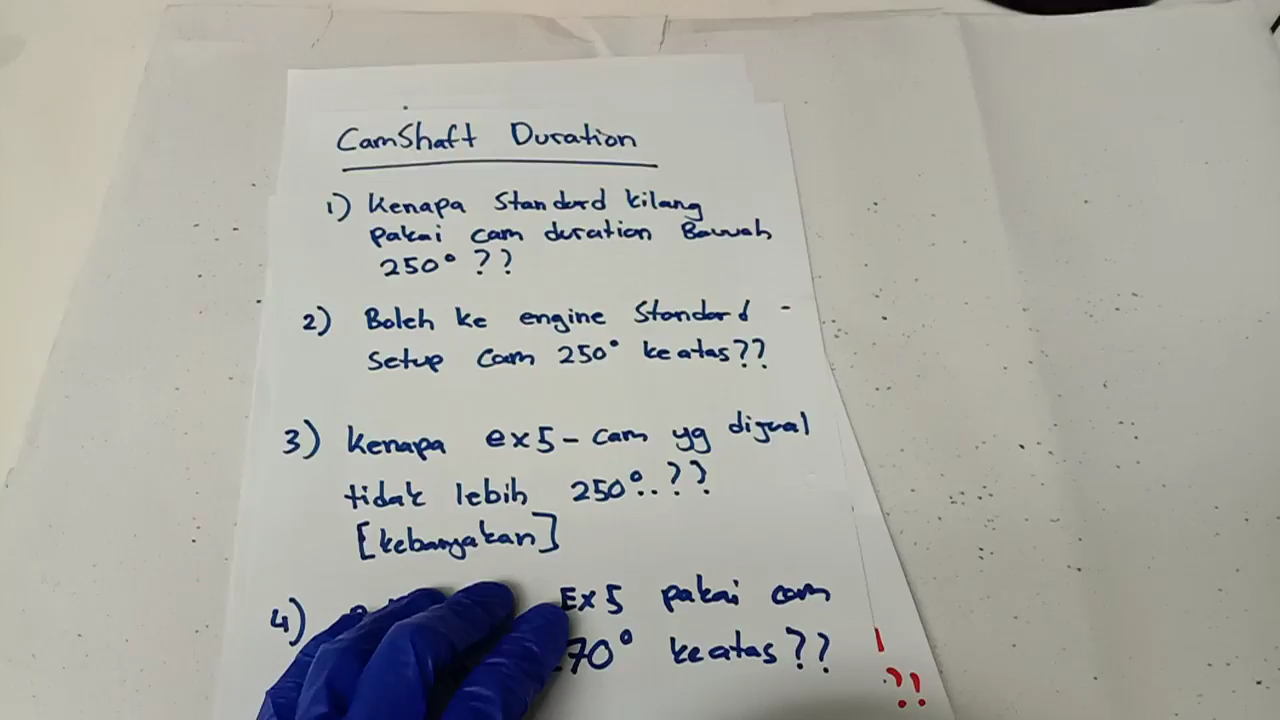 CamShaft Duration
1) Kenapa Standard kilang
pakai cam duration Bawah
250° ??
2) Boleh ke engine Standard -
Setup Cam 250° keatas??
3) Kenapa ex5-cam yg dijual
tidak lebih 250°..??
[kebanyakan]
4) Ex5 pakai cam
70° keatas??
!
??